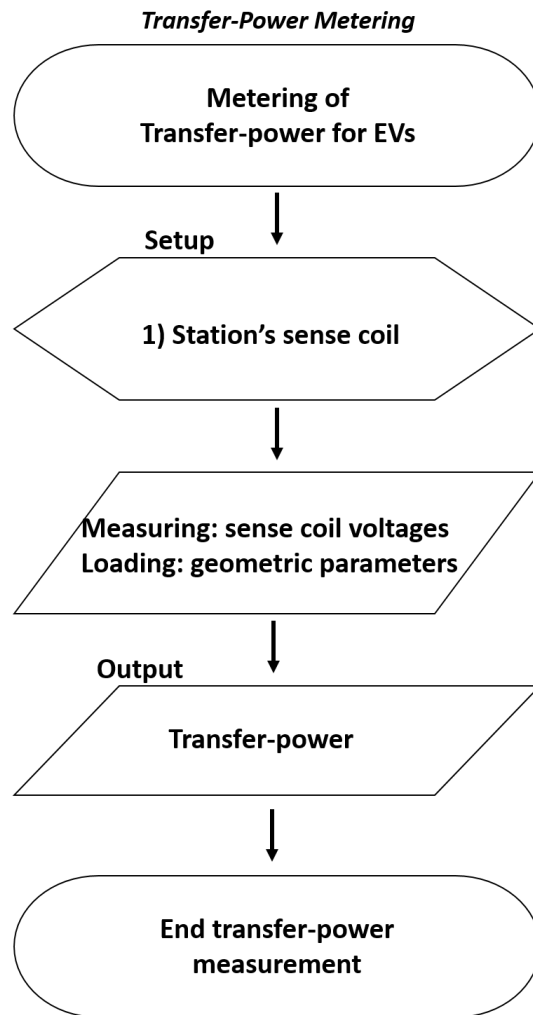 Transfer-Power Metering
Metering of
Transfer-power for EVs
Setup
1) Station's sense coil
Measuring: sense coil voltages
Loading: geometric parameters
Output
Transfer-power
End transfer-power
measurement